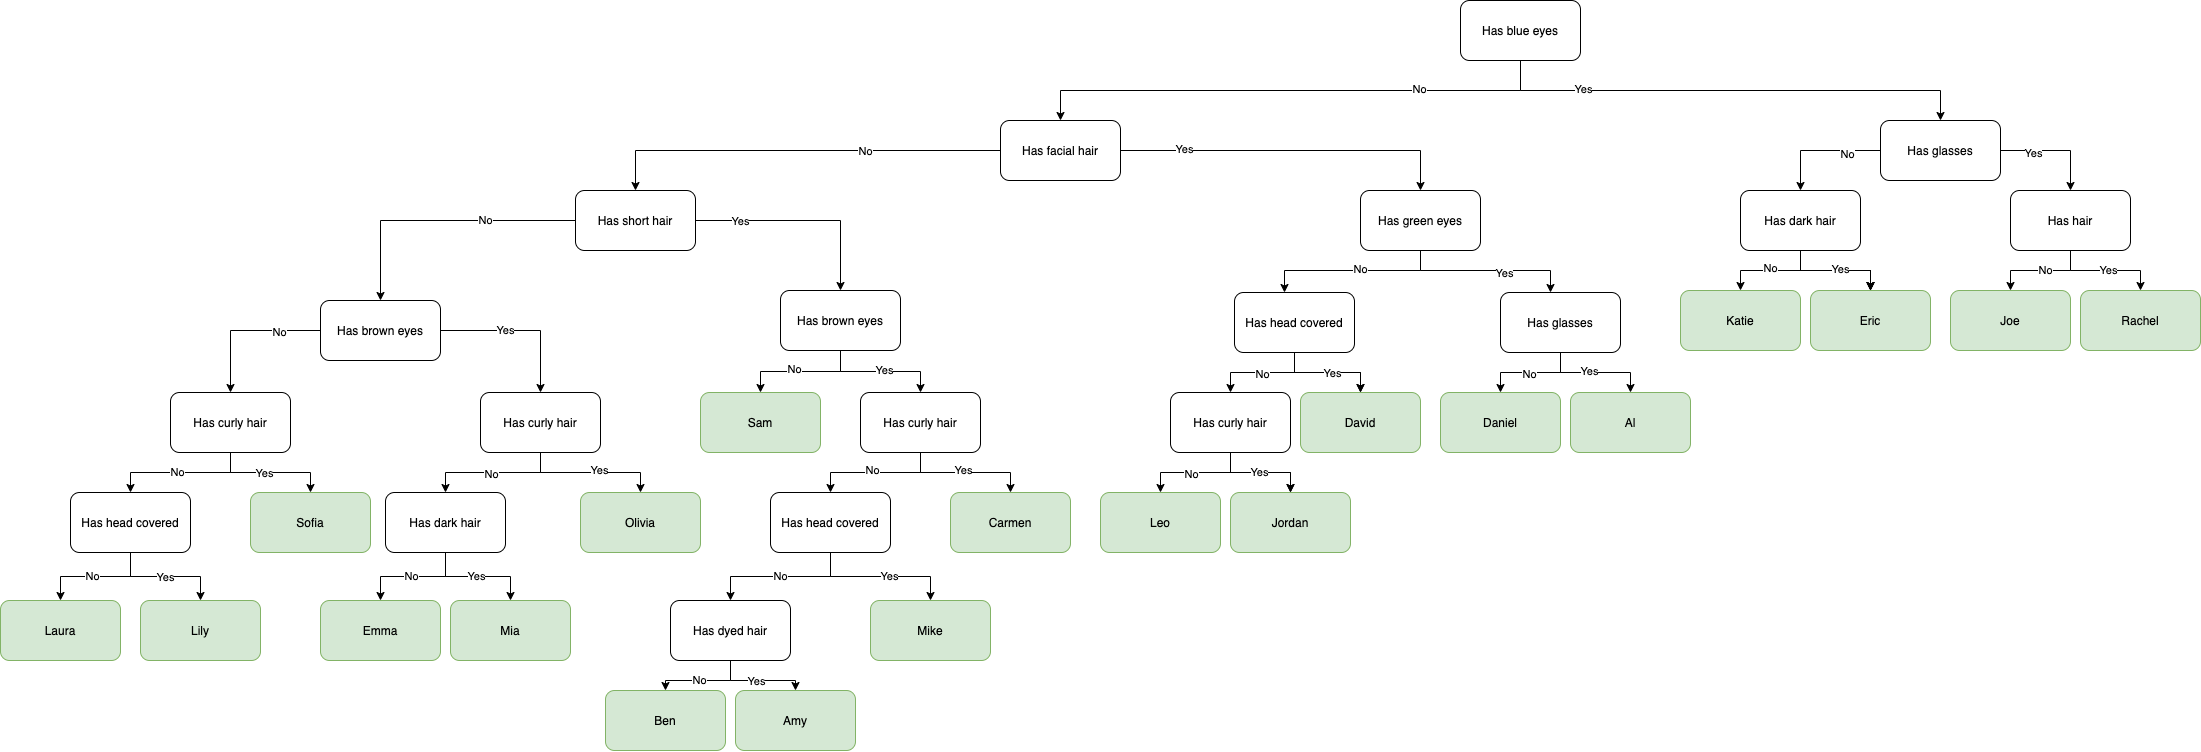 Has blue eyes
No
Yes
Has facial hair
Has glasses
No
Yes
No
Yes
Has short hair
Has green eyes
Has dark hair
Has hair
No
Yes
No
Yes
No
Yes
No
Yes
Has brown eyes
Has brown eyes
Has head covered
Has glasses
Katie
Eric
Joe
Rachel
No
Yes
No
Yes
No
Yes
No
Yes
Has curly hair
Has curly hair
Sam
Has curly hair
Has curly hair
David
Daniel
Al
No
Yes
No
Yes
No
Yes
No
Yes
Has head covered
Sofia
Has dark hair
Olivia
Has head covered
Carmen
Leo
Jordan
No
Yes
No
Yes
No
Yes
Laura
Lily
Emma
Mia
Has dyed hair
Mike
No
Yes
Ben
Amy